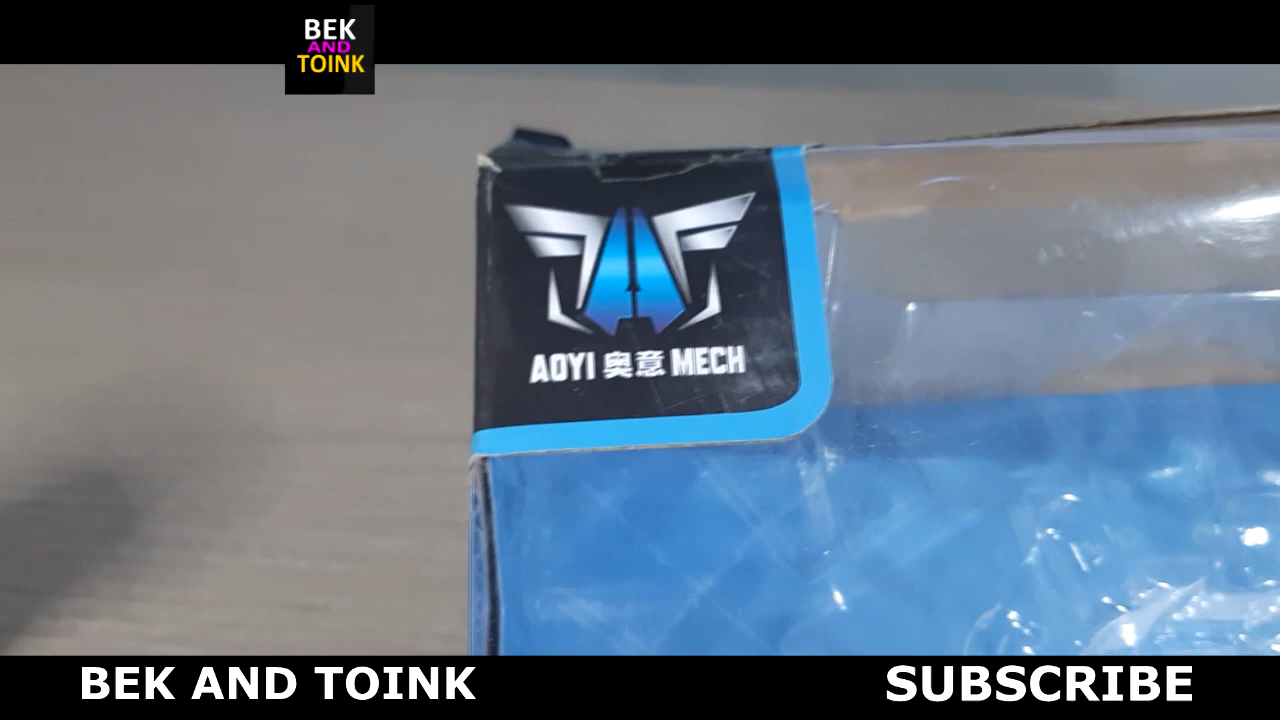 BEK
AND
TOINK
AOYI 奥意 MECH
BEK AND TOINK
SUBSCRIBE